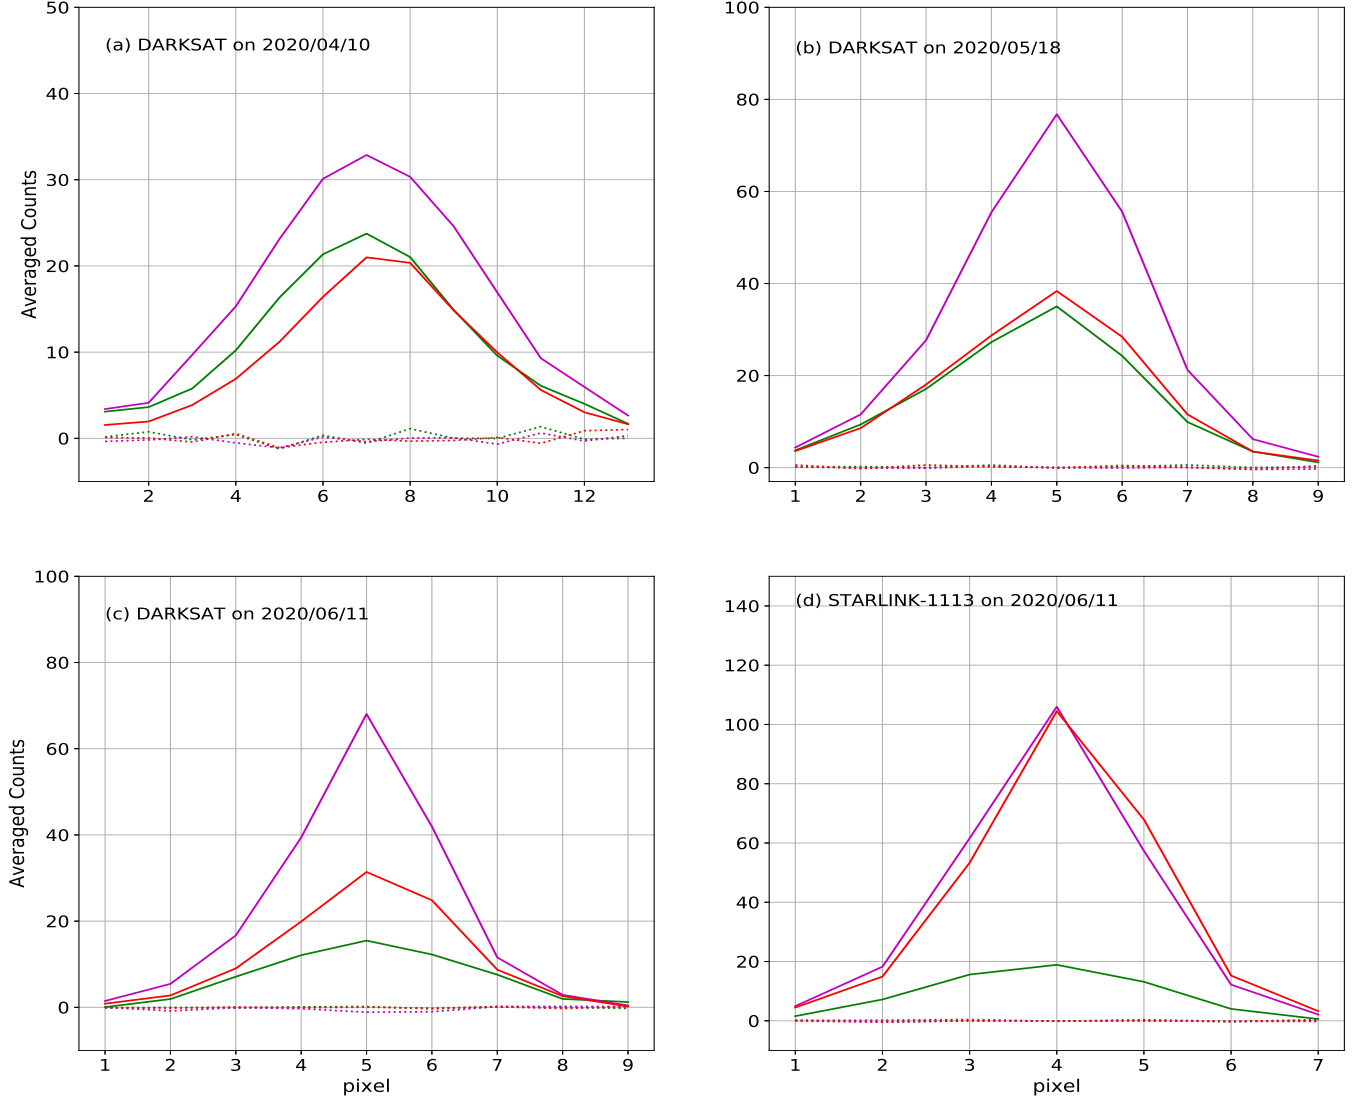 (a) DARKSAT on 2020/04/10
50
40
30
20
10
0
Averaged Counts
2 4 6 8 10 12
(b) DARKSAT on 2020/05/18
100
80
60
40
20
0
1 2 3 4 5 6 7 8 9
(c) DARKSAT on 2020/06/11
100
80
60
40
20
0
Averaged Counts
1 2 3 4 5 6 7 8 9
pixel
(d) STARLINK-1113 on 2020/06/11
140
120
100
80
60
40
20
0
1 2 3 4 5 6 7
pixel